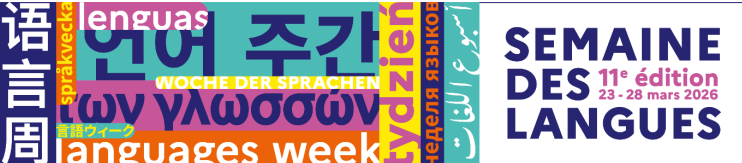 语言周
språkvecka
lenguas
언어 주간
WOCHE DER SPRACHEN
των γλωσσών
言語ウィーク
languages week
tydzień
неделя языков
أسبوع اللغات
SEMAINE
DES
11e édition
23 - 28 mars 2026
LANGUES